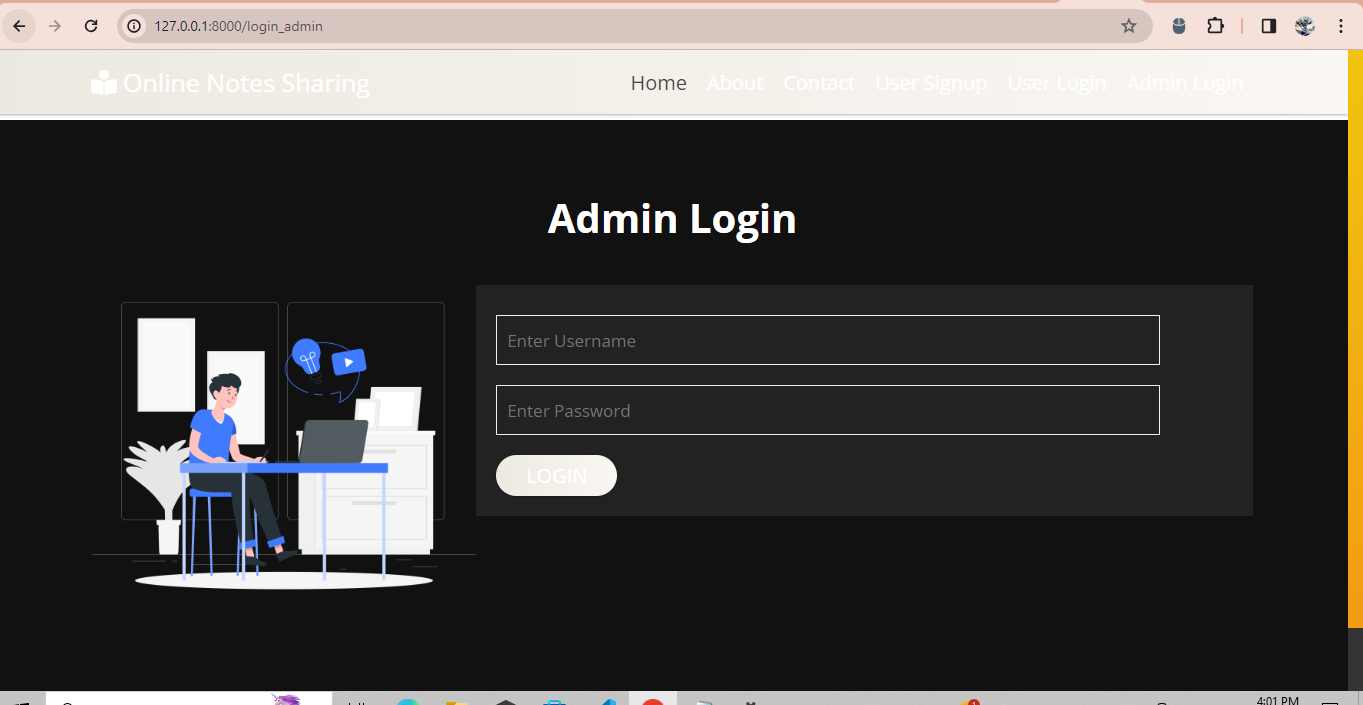 127.0.0.1:8000/login_admin
Online Notes Sharing Home About Contact User Signup User Login Admin Login
Admin Login
Enter Username
Enter Password
LOGIN
1
4:01 PM